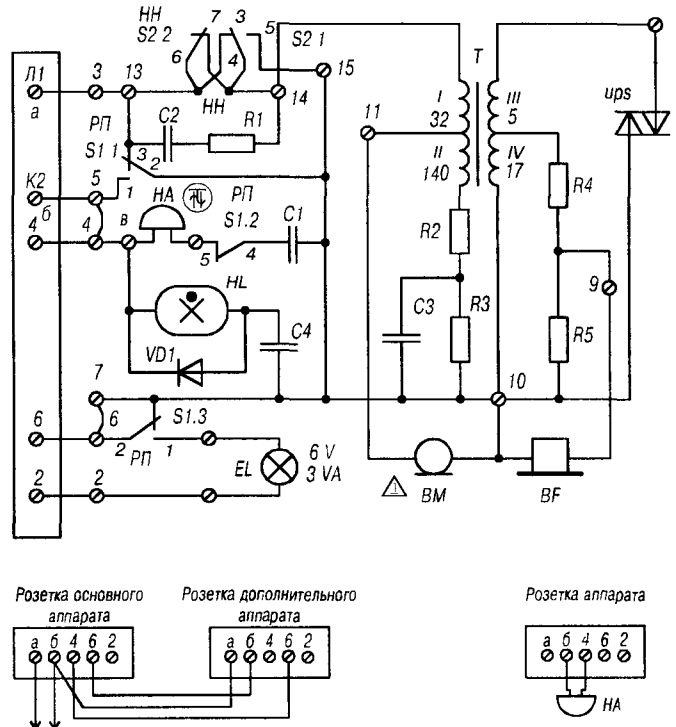 НН
S2 2
7
3
5
S2 1
6
4
15
Л1
3
13
НН
14
а
РП
C2
R1
S1 1
3
2
К2
5
1
б
НА
РП
S1.2
C1
4
4
в
5
4
HL
VD1
C4
7
6
6
S1.3
2
РП
1
EL
6 V
3 VA
2
2
T
I
32
III
5
ups
11
II
140
IV
17
R4
R2
9
C3
R3
R5
10
BM
BF
Розетка основного
аппарата
а б 4 6 2
Розетка дополнительного
аппарата
а б 4 6 2
Розетка аппарата
а б 4 6 2
НА